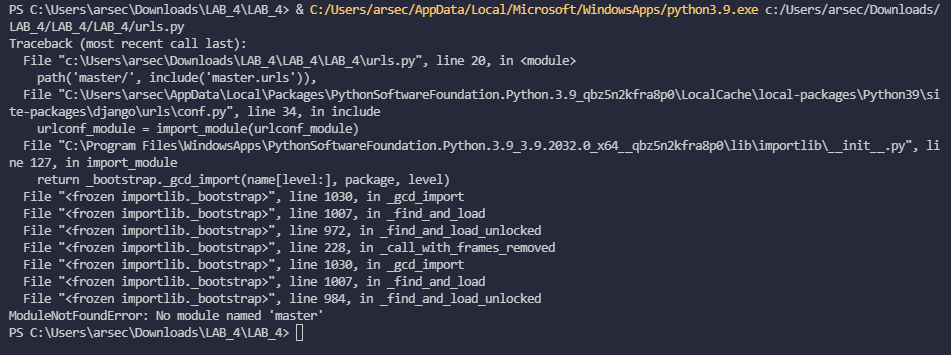 PS C:\Users\arsec\Downloads\LAB_4\LAB_4> & C:/Users/arsec/AppData/Local/Microsoft/WindowsApps/python3.9.exe c:/Users/arsec/Downloads/
LAB_4/LAB_4/LAB_4/urls.py
Traceback (most recent call last):
  File "c:\Users\arsec\Downloads\LAB_4\LAB_4\LAB_4\urls.py", line 20, in <module>
    path('master/', include('master.urls')),
  File "C:\Users\arsec\AppData\Local\Packages\PythonSoftwareFoundation.Python.3.9_qbz5n2kfra8p0\LocalCache\local-packages\Python39\si
te-packages\django\urls\conf.py", line 34, in include
    urlconf_module = import_module(urlconf_module)
  File "C:\Program Files\WindowsApps\PythonSoftwareFoundation.Python.3.9_3.9.2032.0_x64__qbz5n2kfra8p0\lib\importlib\__init__.py", li
ne 127, in import_module
    return _bootstrap._gcd_import(name[level:], package, level)
  File "<frozen importlib._bootstrap>", line 1030, in _gcd_import
  File "<frozen importlib._bootstrap>", line 1007, in _find_and_load
  File "<frozen importlib._bootstrap>", line 972, in _find_and_load_unlocked
  File "<frozen importlib._bootstrap>", line 228, in _call_with_frames_removed
  File "<frozen importlib._bootstrap>", line 1030, in _gcd_import
  File "<frozen importlib._bootstrap>", line 1007, in _find_and_load
  File "<frozen importlib._bootstrap>", line 984, in _find_and_load_unlocked
ModuleNotFoundError: No module named 'master'
PS C:\Users\arsec\Downloads\LAB_4\LAB_4>